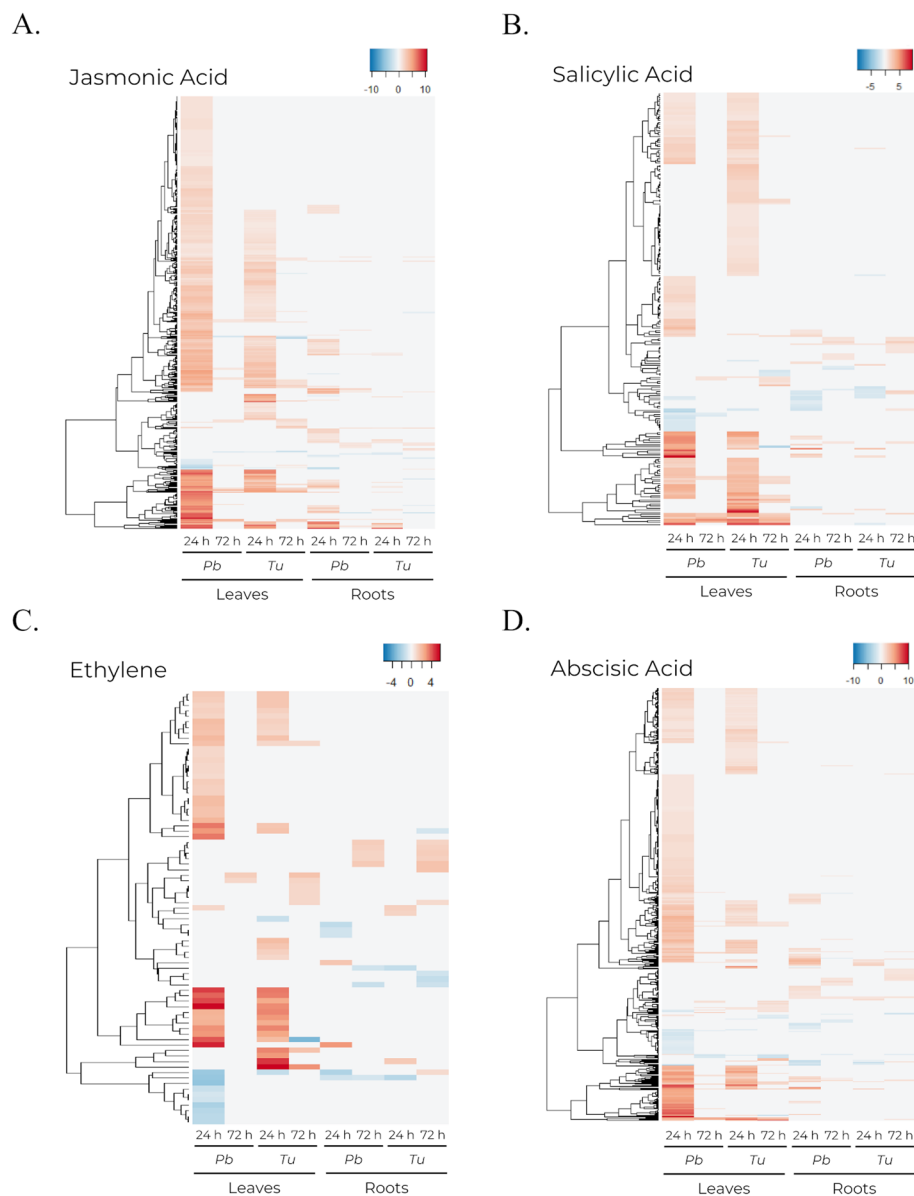 A.
Jasmonic Acid
-10 0 10
24 h 72 h 24 h 72 h 24 h 72 h 24 h 72 h
Pb Tu Pb Tu
Leaves Roots
B.
Salicylic Acid
-5 5
24 h 72 h 24 h 72 h 24 h 72 h 24 h 72 h
Pb Tu Pb Tu
Leaves Roots
C.
Ethylene
-4 0 4
24 h 72 h 24 h 72 h 24 h 72 h 24 h 72 h
Pb Tu Pb Tu
Leaves Roots
D.
Abscisic Acid
-10 0 10
24 h 72 h 24 h 72 h 24 h 72 h 24 h 72 h
Pb Tu Pb Tu
Leaves Roots